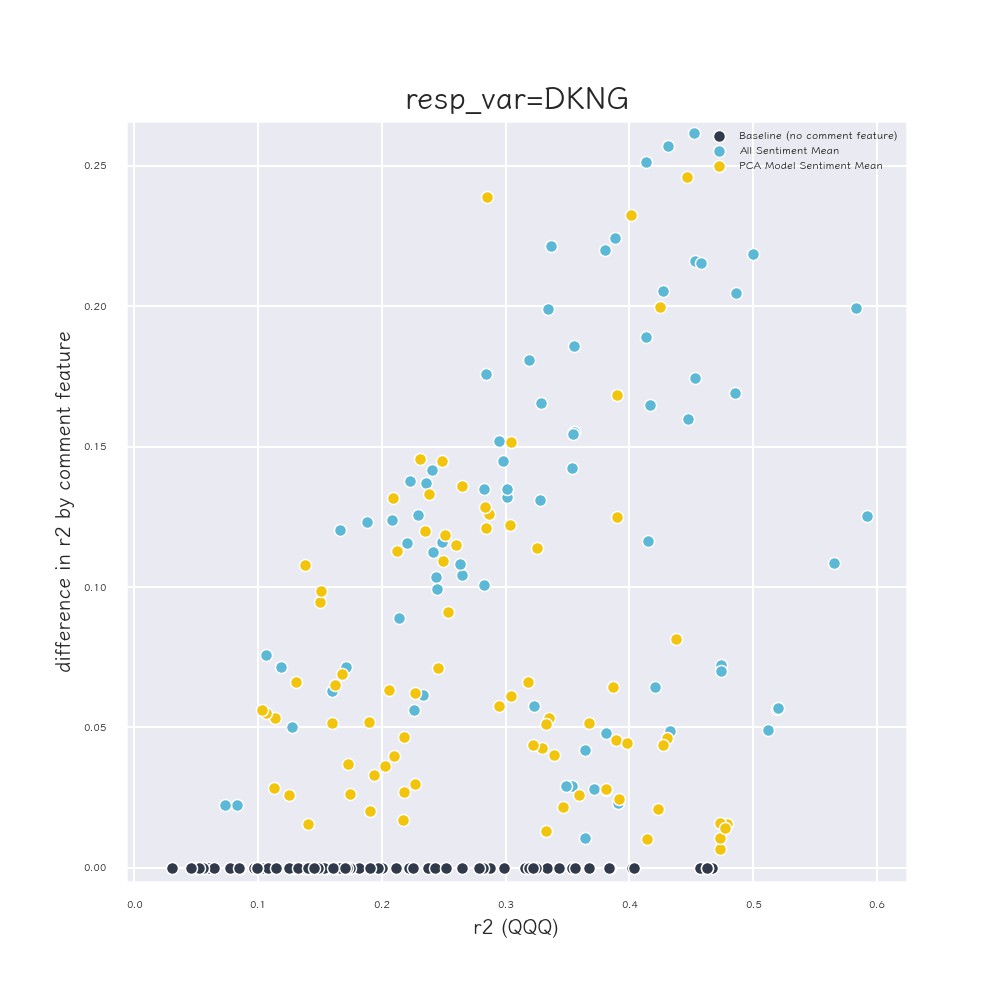 resp_var=DKNG
Baseline (no comment feature)
All Sentiment Mean
PCA Model Sentiment Mean
difference in r2 by comment feature
0.25
0.20
0.15
0.10
0.05
0.00
0.0 0.1 0.2 0.3 0.4 0.5 0.6
r2 (QQQ)